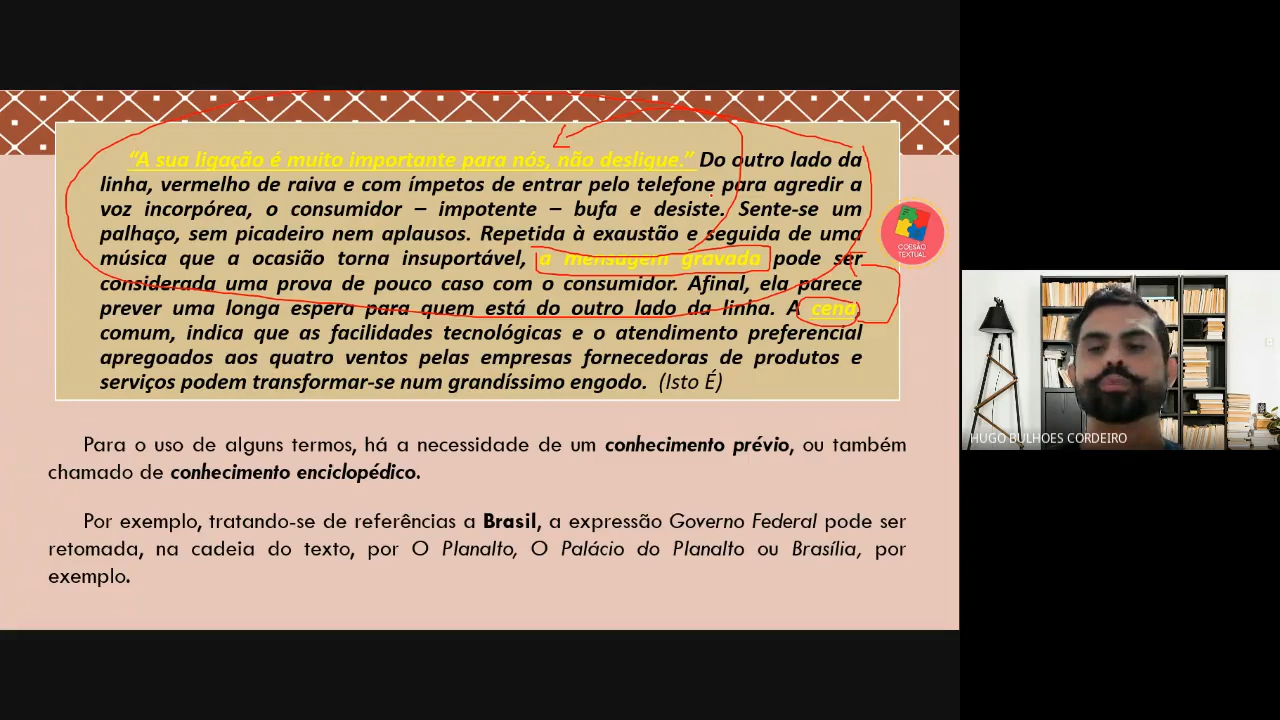 “A sua ligação é muito importante para nós, não desligue.” Do outro lado da
linha, vermelho de raiva e com ímpetos de entrar pelo telefone para agredir a
voz incorpórea, o consumidor – impotente – bufa e desiste. Sente-se um
palhaço, sem picadeiro nem aplausos. Repetida à exaustão e seguida de uma
música que a ocasião torna insuportável, a mensagem gravada pode ser
considerada uma prova de pouco caso com o consumidor. Afinal, ela parece
prever uma longa espera para quem está do outro lado da linha. A cena,
comum, indica que as facilidades tecnológicas e o atendimento preferencial
apregoados aos quatro ventos pelas empresas fornecedoras de produtos e
serviços podem transformar-se num grandíssimo engodo. (Isto É)
COESÃO
TEXTUAL
Para o uso de alguns termos, há a necessidade de um conhecimento prévio, ou também
chamado de conhecimento enciclopédico.
Por exemplo, tratando-se de referências a Brasil, a expressão Governo Federal pode ser
retomada, na cadeia do texto, por O Planalto, O Palácio do Planalto ou Brasília, por
exemplo.
HUGO BULHOES CORDEIRO